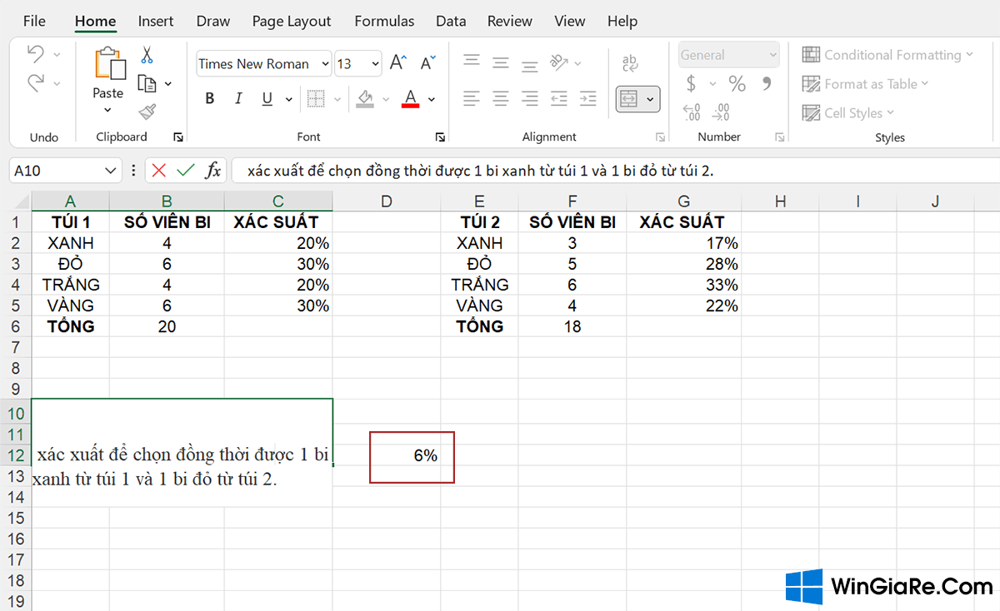 File Home Insert Draw Page Layout Formulas Data Review View Help
Times New Roman 13 General Conditional Formatting
Paste B I U A $ % Format as Table
Cell Styles
Undo Clipboard Font Alignment Number Styles
A10 fx xác xuất để chọn đồng thời được 1 bi xanh từ túi 1 và 1 bi đỏ từ túi 2.
A B C D E F G H I J
1 TÚI 1 SỐ VIÊN BI XÁC SUẤT TÚI 2 SỐ VIÊN BI XÁC SUẤT
2 XANH 4 20% XANH 3 17%
3 ĐỎ 6 30% ĐỎ 5 28%
4 TRẮNG 4 20% TRẮNG 6 33%
5 VÀNG 6 30% VÀNG 4 22%
6 TỔNG 20 TỔNG 18
7
8
9
10
11
12 xác xuất để chọn đồng thời được 1 bi 6%
13 xanh từ túi 1 và 1 bi đỏ từ túi 2.
14
15
16
17
18
19
WinGiaRe.Com